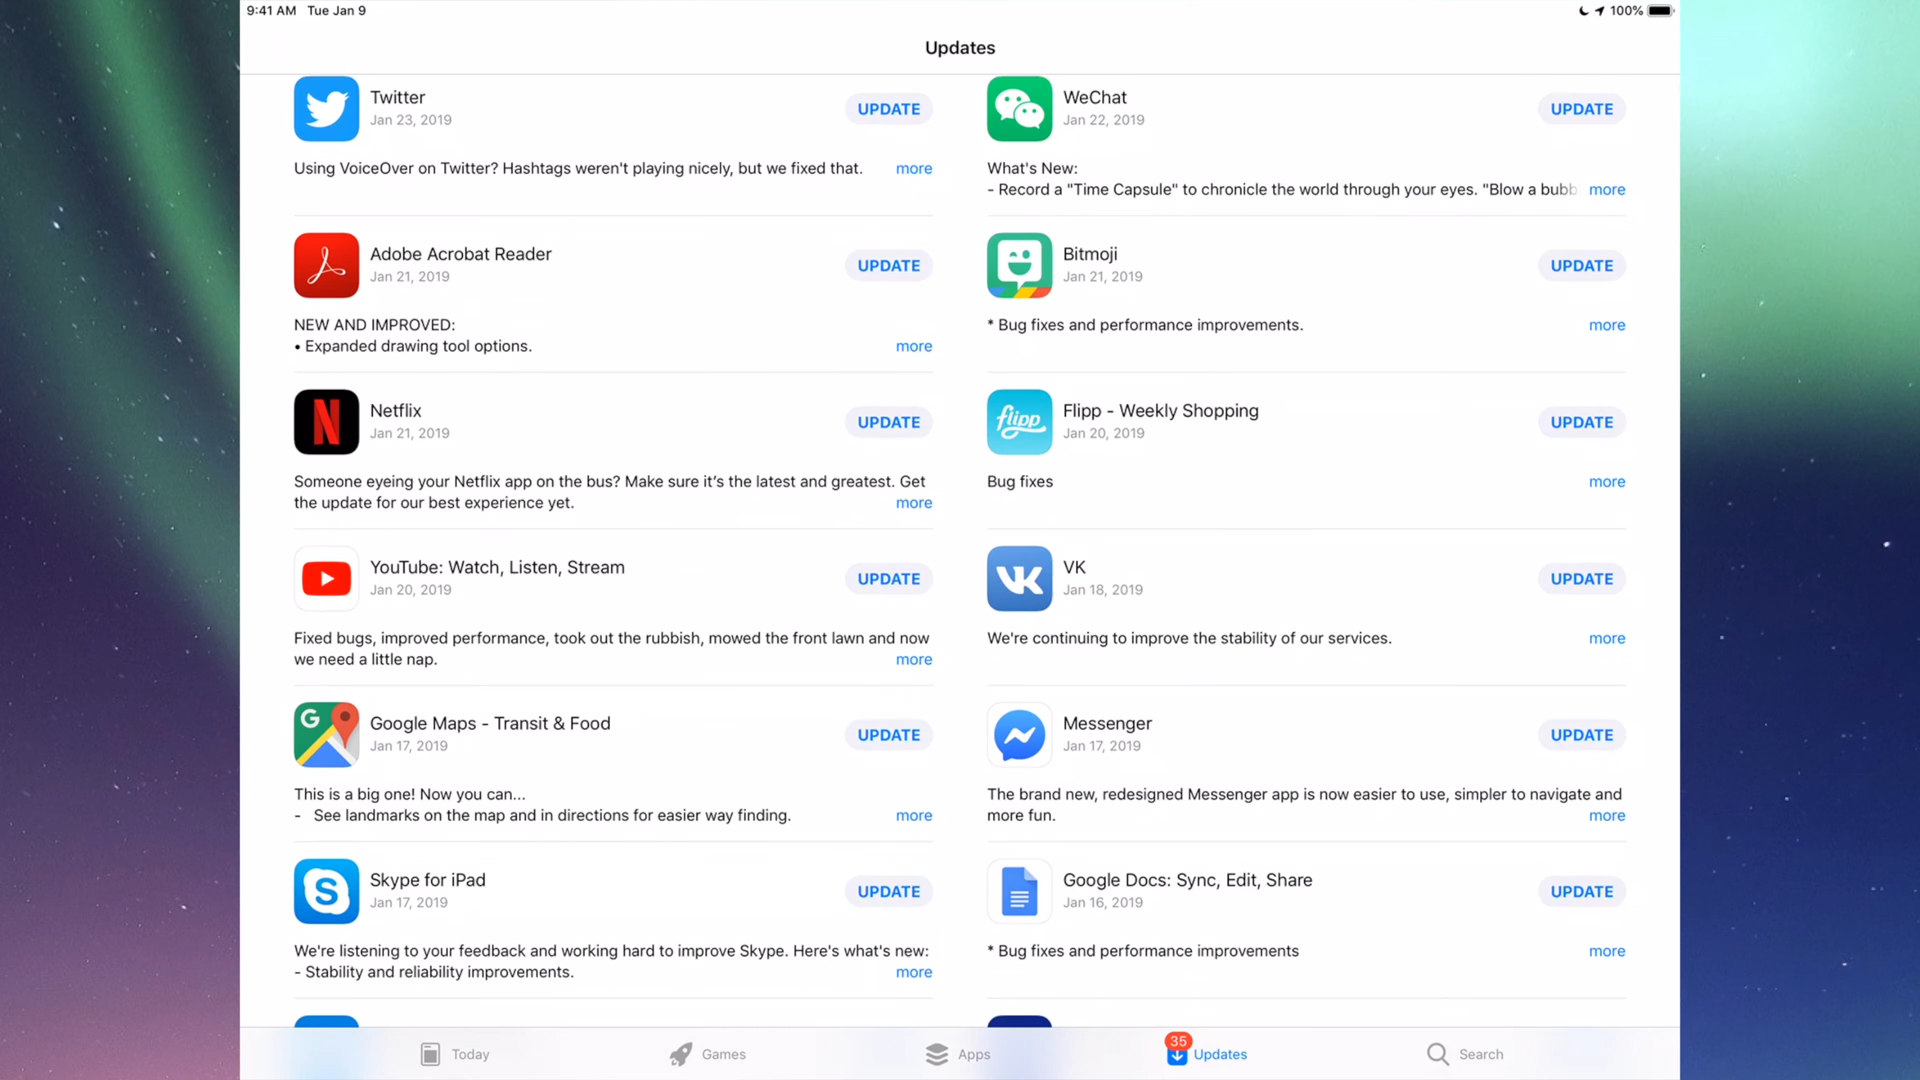 9:41 AM Tue Jan 9
100%
Updates
Twitter
Jan 23, 2019
UPDATE
Using VoiceOver on Twitter? Hashtags weren't playing nicely, but we fixed that. more
WeChat
Jan 22, 2019
UPDATE
What's New:
- Record a "Time Capsule" to chronicle the world through your eyes. "Blow a bubb more
Adobe Acrobat Reader
Jan 21, 2019
UPDATE
NEW AND IMPROVED:
• Expanded drawing tool options. more
Bitmoji
Jan 21, 2019
UPDATE
* Bug fixes and performance improvements. more
N
Netflix
Jan 21, 2019
UPDATE
Someone eyeing your Netflix app on the bus? Make sure it’s the latest and greatest. Get
the update for our best experience yet. more
flipp
Flipp - Weekly Shopping
Jan 20, 2019
UPDATE
Bug fixes more
YouTube: Watch, Listen, Stream
Jan 20, 2019
UPDATE
Fixed bugs, improved performance, took out the rubbish, mowed the front lawn and now
we need a little nap. more
VK
VK
Jan 18, 2019
UPDATE
We're continuing to improve the stability of our services. more
G
Google Maps - Transit & Food
Jan 17, 2019
UPDATE
This is a big one! Now you can...
- See landmarks on the map and in directions for easier way finding. more
Messenger
Jan 17, 2019
UPDATE
The brand new, redesigned Messenger app is now easier to use, simpler to navigate and
more fun. more
S
Skype for iPad
Jan 17, 2019
UPDATE
We're listening to your feedback and working hard to improve Skype. Here's what's new:
- Stability and reliability improvements. more
Google Docs: Sync, Edit, Share
Jan 16, 2019
UPDATE
* Bug fixes and performance improvements more
Today
Games
Apps
35
Updates
Search